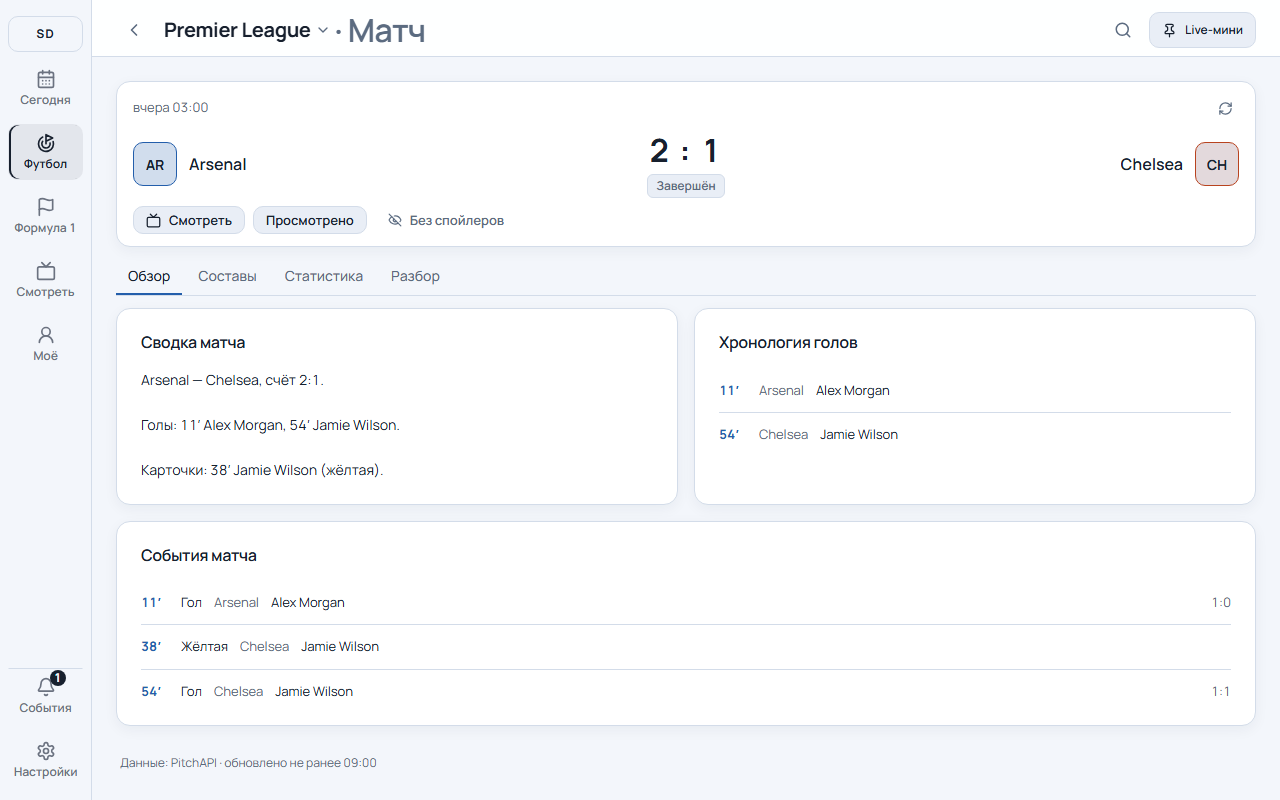 SD
Сегодня
Футбол
Формула 1
Смотреть
Моё
1
События
Настройки
Premier League · Матч
Live-мини
вчера 03:00
AR Arsenal
2 : 1
Завершён
Chelsea CH
Смотреть Просмотрено Без спойлеров
Обзор Составы Статистика Разбор
Сводка матча
Arsenal — Chelsea, счёт 2:1.
Голы: 11′ Alex Morgan, 54′ Jamie Wilson.
Карточки: 38′ Jamie Wilson (жёлтая).
Хронология голов
11′ Arsenal Alex Morgan
54′ Chelsea Jamie Wilson
События матча
11′ Гол Arsenal Alex Morgan 1:0
38′ Жёлтая Chelsea Jamie Wilson
54′ Гол Chelsea Jamie Wilson 1:1
Данные: PitchAPI · обновлено не ранее 09:00